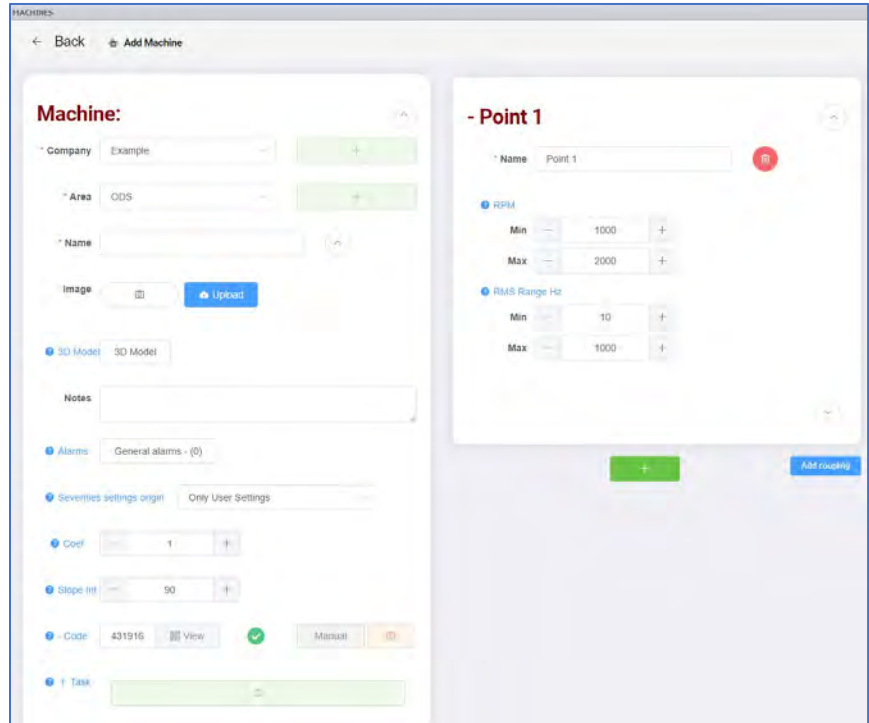 MACHINES
← Back Add Machine
Machine:
* Company Example +
* Area ODS +
* Name
Image Upload
3D Model 3D Model
Notes
Alarms General alarms - (0)
Severities settings origin Only User Settings
Coef − 1 +
Slope Int − 90 +
- Code 431916 View Manual
Task
- Point 1
* Name Point 1
RPM
Min − 1000 +
Max − 2000 +
RMS Range Hz
Min − 10 +
Max − 1000 +
+ Add coupling